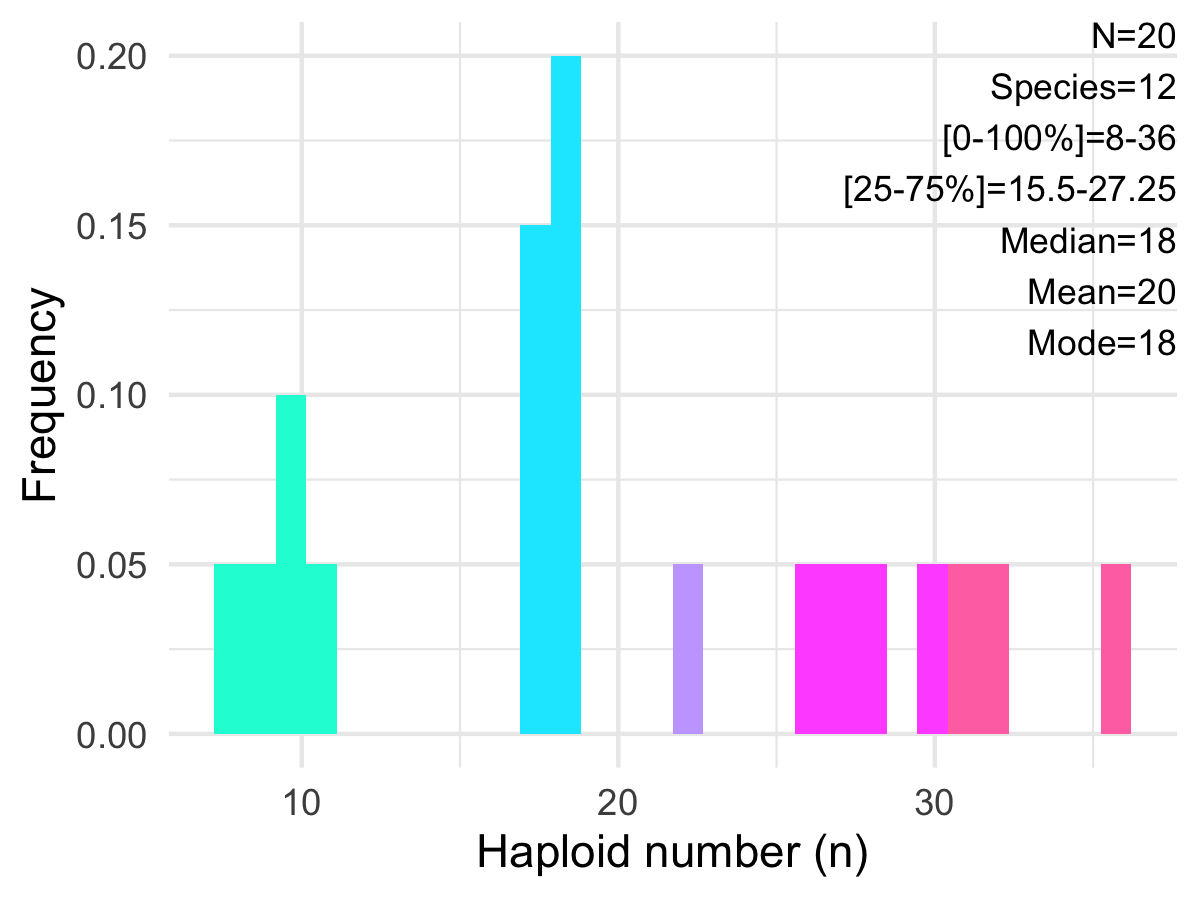 N=20
Species=12
[0-100%]=8-36
[25-75%]=15.5-27.25
Median=18
Mean=20
Mode=18
Frequency
0.20
0.15
0.10
0.05
0.00
10 20 30
Haploid number (n)